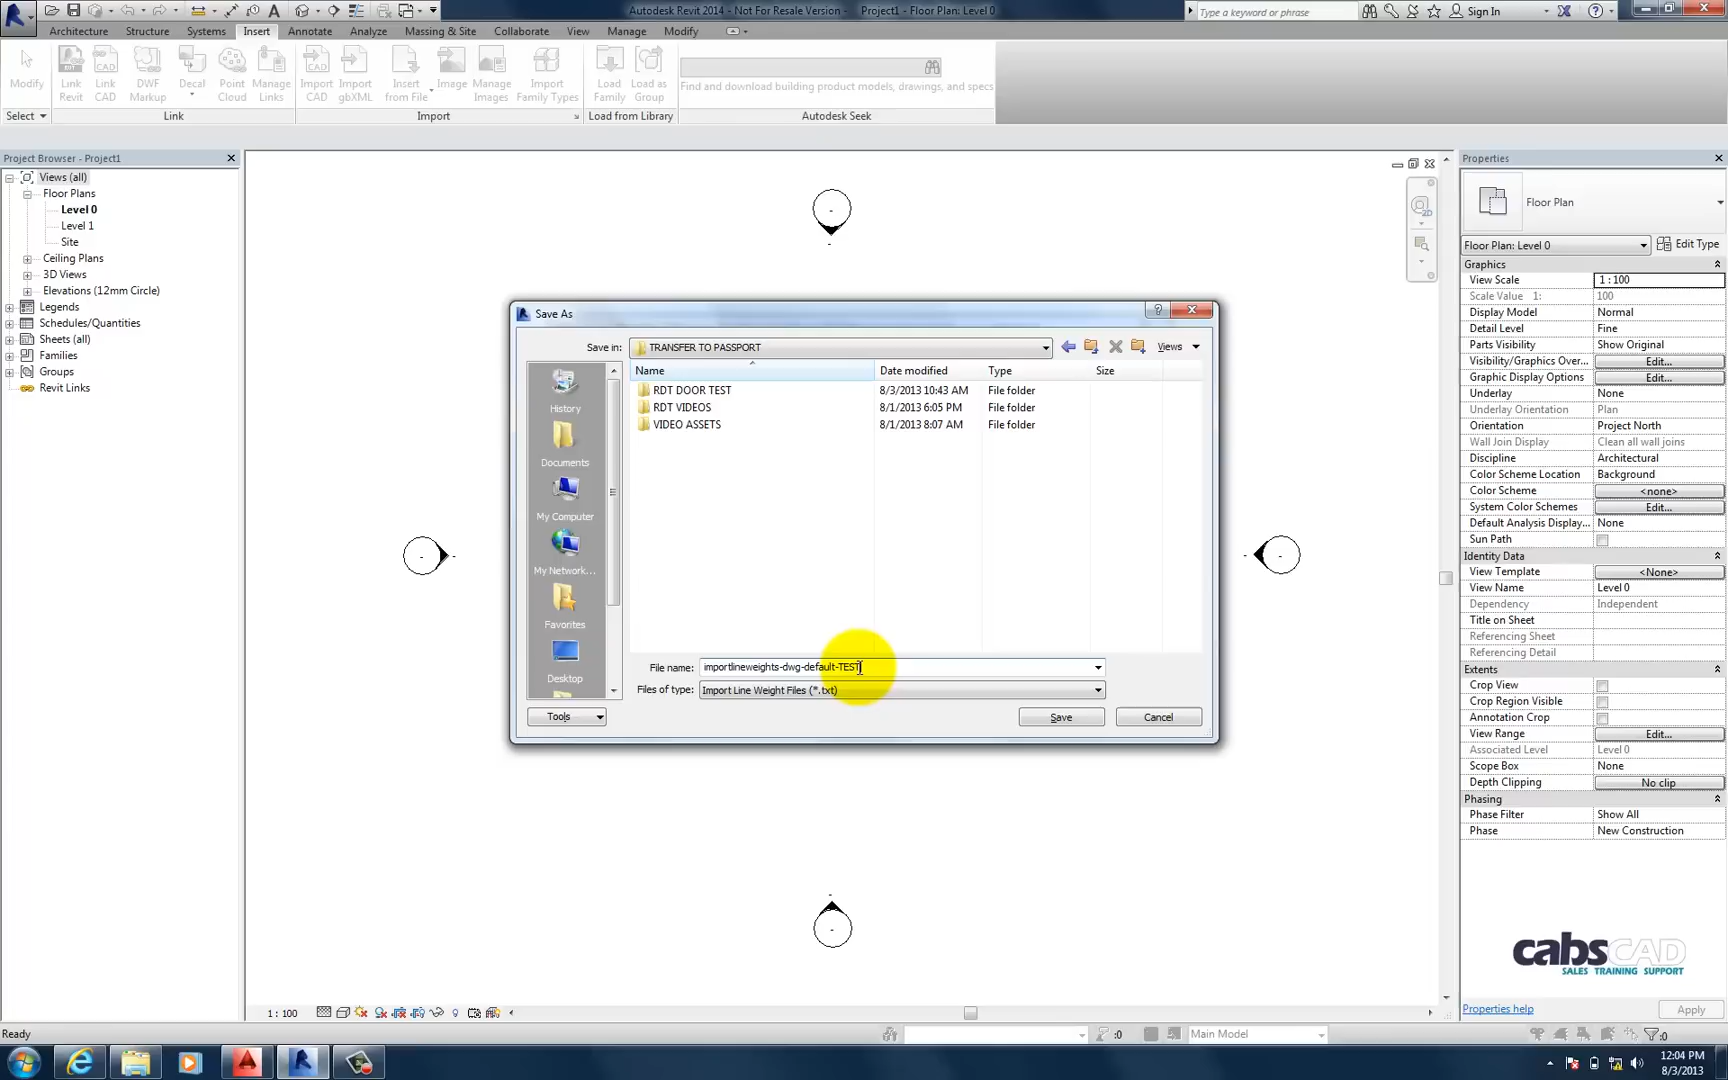 Autodesk Revit 2014 - Not For Resale Version - Project1 - Floor Plan: Level 0
Type a keyword or phrase
Sign In
Architecture Structure Systems Insert Annotate Analyze Massing & Site Collaborate View Manage Modify
Modify
Link Revit
Link CAD
DWF Markup
Decal
Point Cloud
Manage Links
Import CAD
Import gbXML
Insert from File
Image
Manage Images
Import Family Types
Load Family
Load as Group
Find and download building product models, drawings, and specs
Select
Link
Import
Load from Library
Autodesk Seek
Project Browser - Project1
Views (all)
Floor Plans
Level 0
Level 1
Site
Ceiling Plans
3D Views
Elevations (12mm Circle)
Legends
Schedules/Quantities
Sheets (all)
Families
Groups
Revit Links
2D
Save As
Save in: TRANSFER TO PASSPORT
Views
Name Date modified Type Size
RDT DOOR TEST 8/3/2013 10:43 AM File folder
RDT VIDEOS 8/1/2013 6:05 PM File folder
VIDEO ASSETS 8/1/2013 8:07 AM File folder
History
Documents
My Computer
My Network...
Favorites
Desktop
File name: importlineweights-dwg-default-TEST
Files of type: Import Line Weight Files (*.txt)
Tools
Save
Cancel
Properties
Floor Plan
Floor Plan: Level 0
Edit Type
Graphics
View Scale 1 : 100
Scale Value 1: 100
Display Model Normal
Detail Level Fine
Parts Visibility Show Original
Visibility/Graphics Over... Edit...
Graphic Display Options Edit...
Underlay None
Underlay Orientation Plan
Orientation Project North
Wall Join Display Clean all wall joins
Discipline Architectural
Color Scheme Location Background
Color Scheme <none>
System Color Schemes Edit...
Default Analysis Display... None
Sun Path
Identity Data
View Template <None>
View Name Level 0
Dependency Independent
Title on Sheet
Referencing Sheet
Referencing Detail
Extents
Crop View
Crop Region Visible
Annotation Crop
View Range Edit...
Associated Level Level 0
Scope Box None
Depth Clipping No clip
Phasing
Phase Filter Show All
Phase New Construction
cabsCAD
SALES TRAINING SUPPORT
Properties help
Apply
1 : 100
Ready
:0
Main Model
:0
12:04 PM
8/3/2013